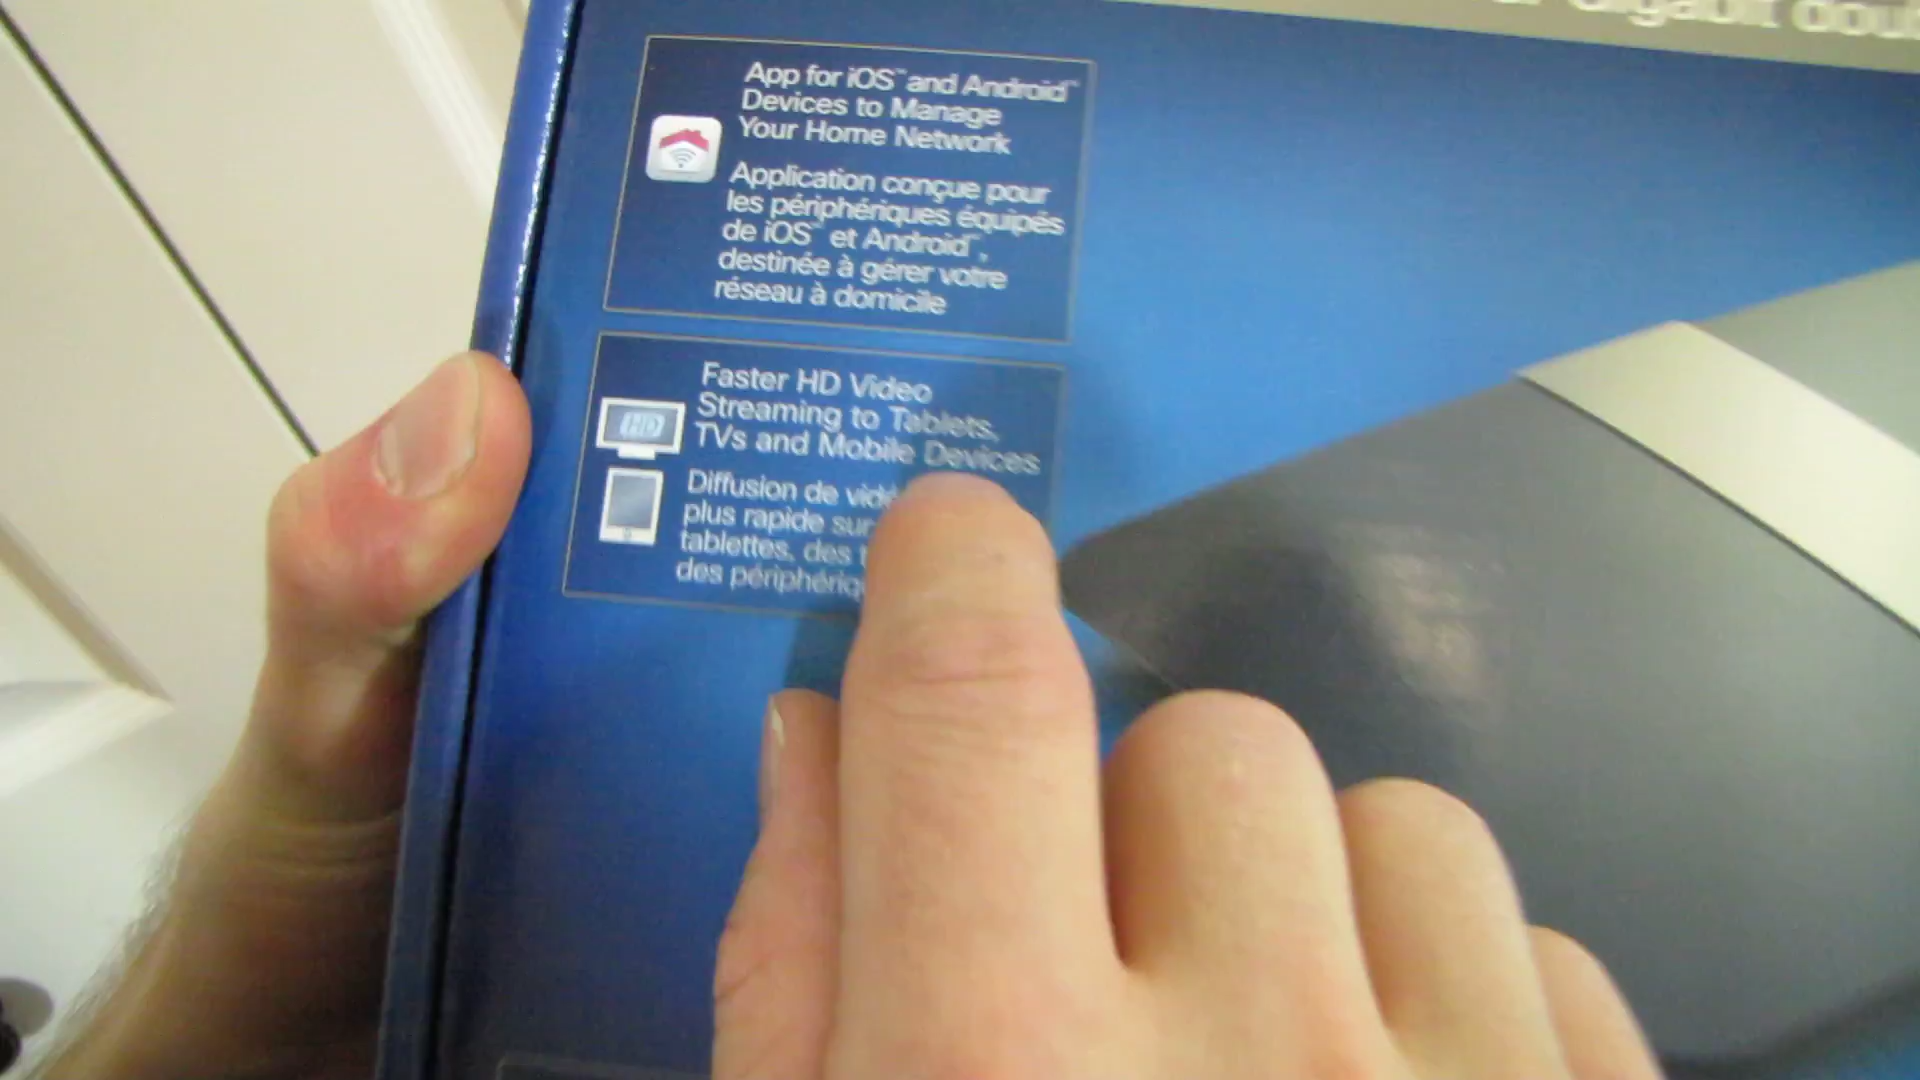 Gigabit
App for iOS™ and Android™
Devices to Manage
Your Home Network
Application conçue pour
les périphériques équipés
de iOS™ et Android™,
destinée à gérer votre
réseau à domicile
Faster HD Video
Streaming to Tablets,
TVs and Mobile Devices
HD
Diffusion de
plus rapide sur
tablettes, des
des